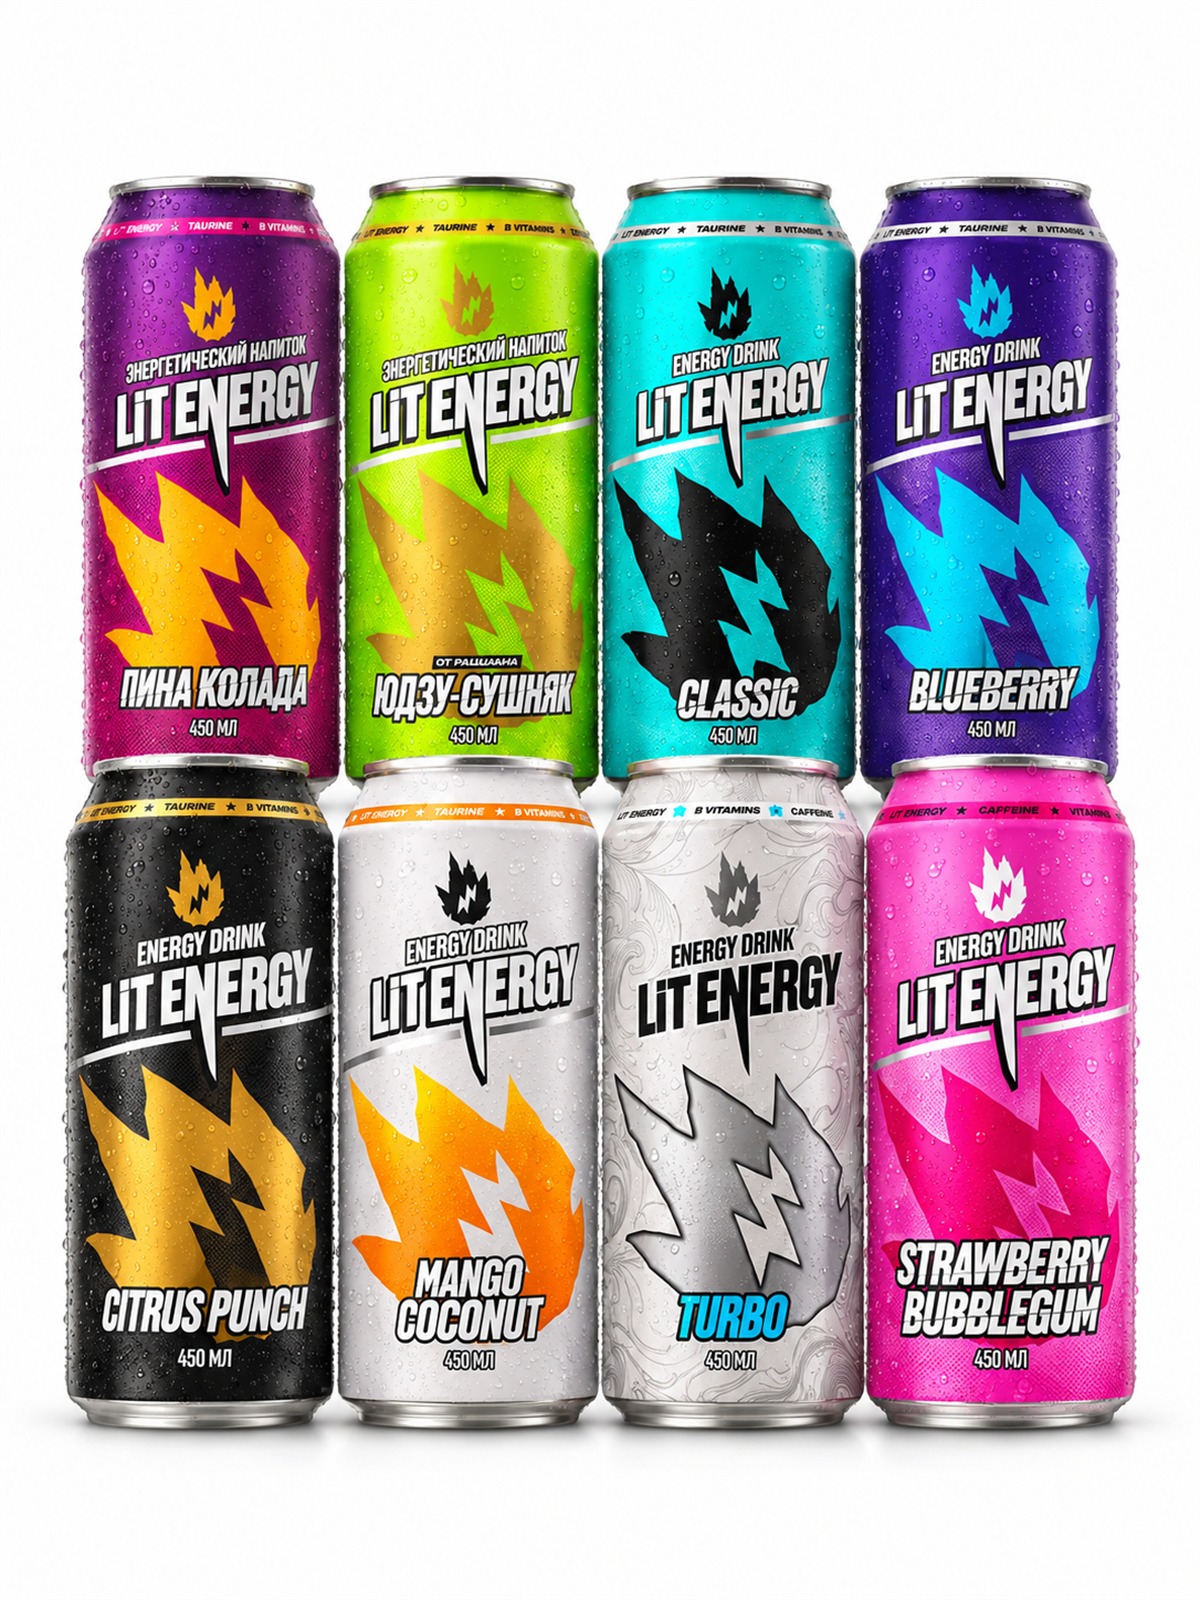 LIT ENERGY ★ TAURINE ★ B VITAMINS
ЭНЕРГЕТИЧЕСКИЙ НАПИТОК
LIT ENERGY
ПИНА КОЛАДА
450 МЛ
LIT ENERGY ★ TAURINE ★ B VITAMINS ★
ЭНЕРГЕТИЧЕСКИЙ НАПИТОК
LIT ENERGY
ЮДЗУ-СУШНЯК
450 МЛ
LIT ENERGY ★ TAURINE ★ B VITAMINS ★
ENERGY DRINK
LIT ENERGY
CLASSIC
450 МЛ
LIT ENERGY ★ TAURINE ★ B VITAMINS ★
ENERGY DRINK
LIT ENERGY
BLUEBERRY
450 МЛ
LIT ENERGY ★ TAURINE ★ B VITAMINS ★
ENERGY DRINK
LIT ENERGY
CITRUS PUNCH
450 МЛ
LIT ENERGY ★ TAURINE ★ B VITAMINS ★
ENERGY DRINK
LIT ENERGY
MANGO
COCONUT
450 МЛ
LIT ENERGY ★ B VITAMINS ★ CAFFEINE ★
ENERGY DRINK
LIT ENERGY
TURBO
450 МЛ
LIT ENERGY ★ CAFFEINE ★ VITAMINS
ENERGY DRINK
LIT ENERGY
STRAWBERRY
BUBBLEGUM
450 МЛ